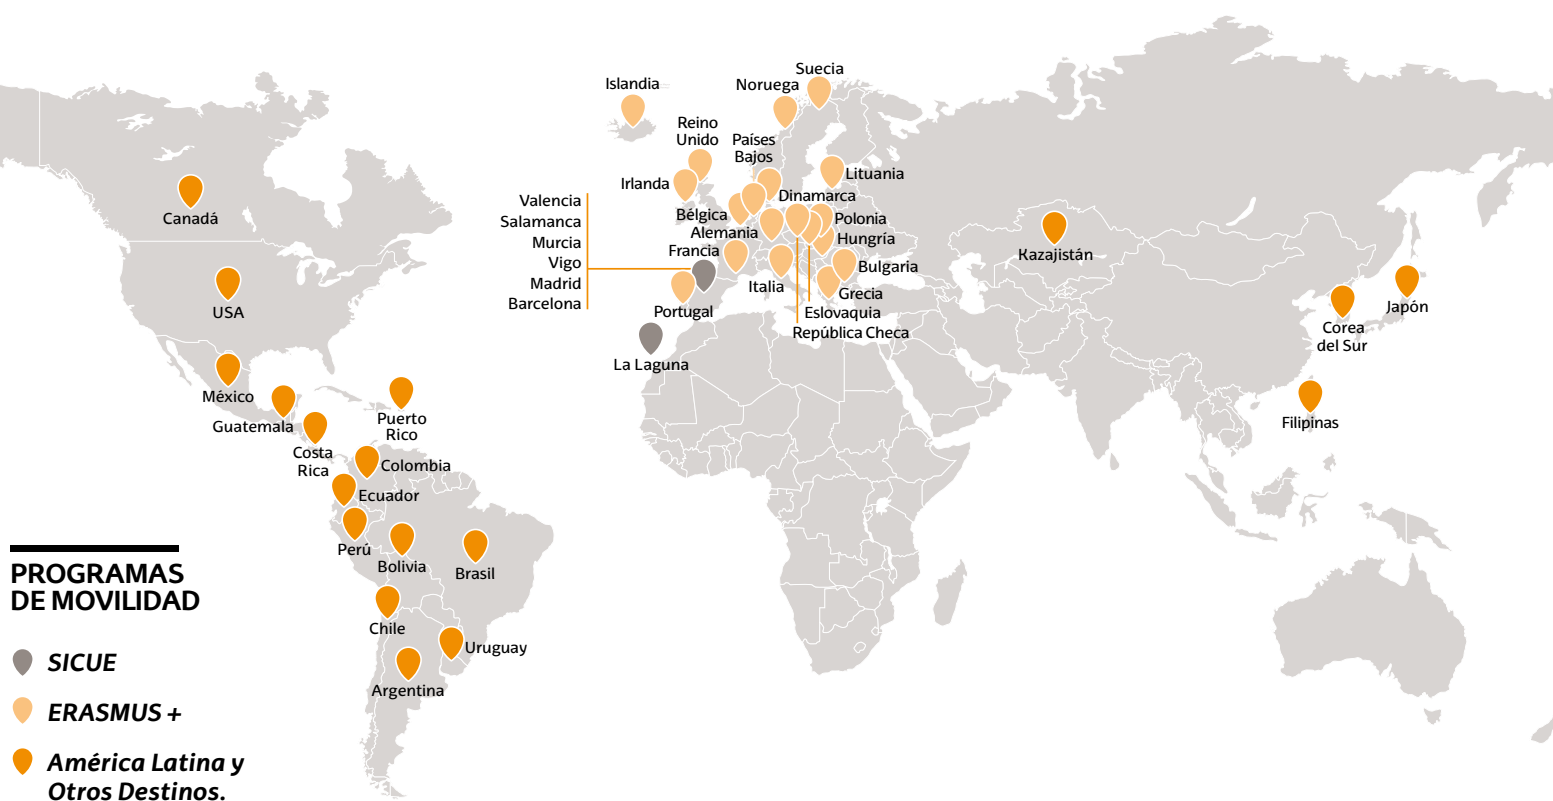 Suecia
Islandia
Noruega
Reino
Unido
Países
Bajos
Irlanda
Lituania
Dinamarca
Valencia
Salamanca
Murcia
Vigo
Madrid
Barcelona
Bélgica
Polonia
Alemania
Hungría
Francia
Bulgaria
Italia
Grecia
Portugal
Eslovaquia
República Checa
La Laguna
Canadá
USA
México
Guatemala
Puerto
Rico
Costa
Rica
Colombia
Ecuador
Perú
Bolivia
Brasil
Chile
Uruguay
Argentina
Kazajistán
Japón
Corea
del Sur
Filipinas
PROGRAMAS
DE MOVILIDAD
SICUE
ERASMUS +
América Latina y
Otros Destinos.